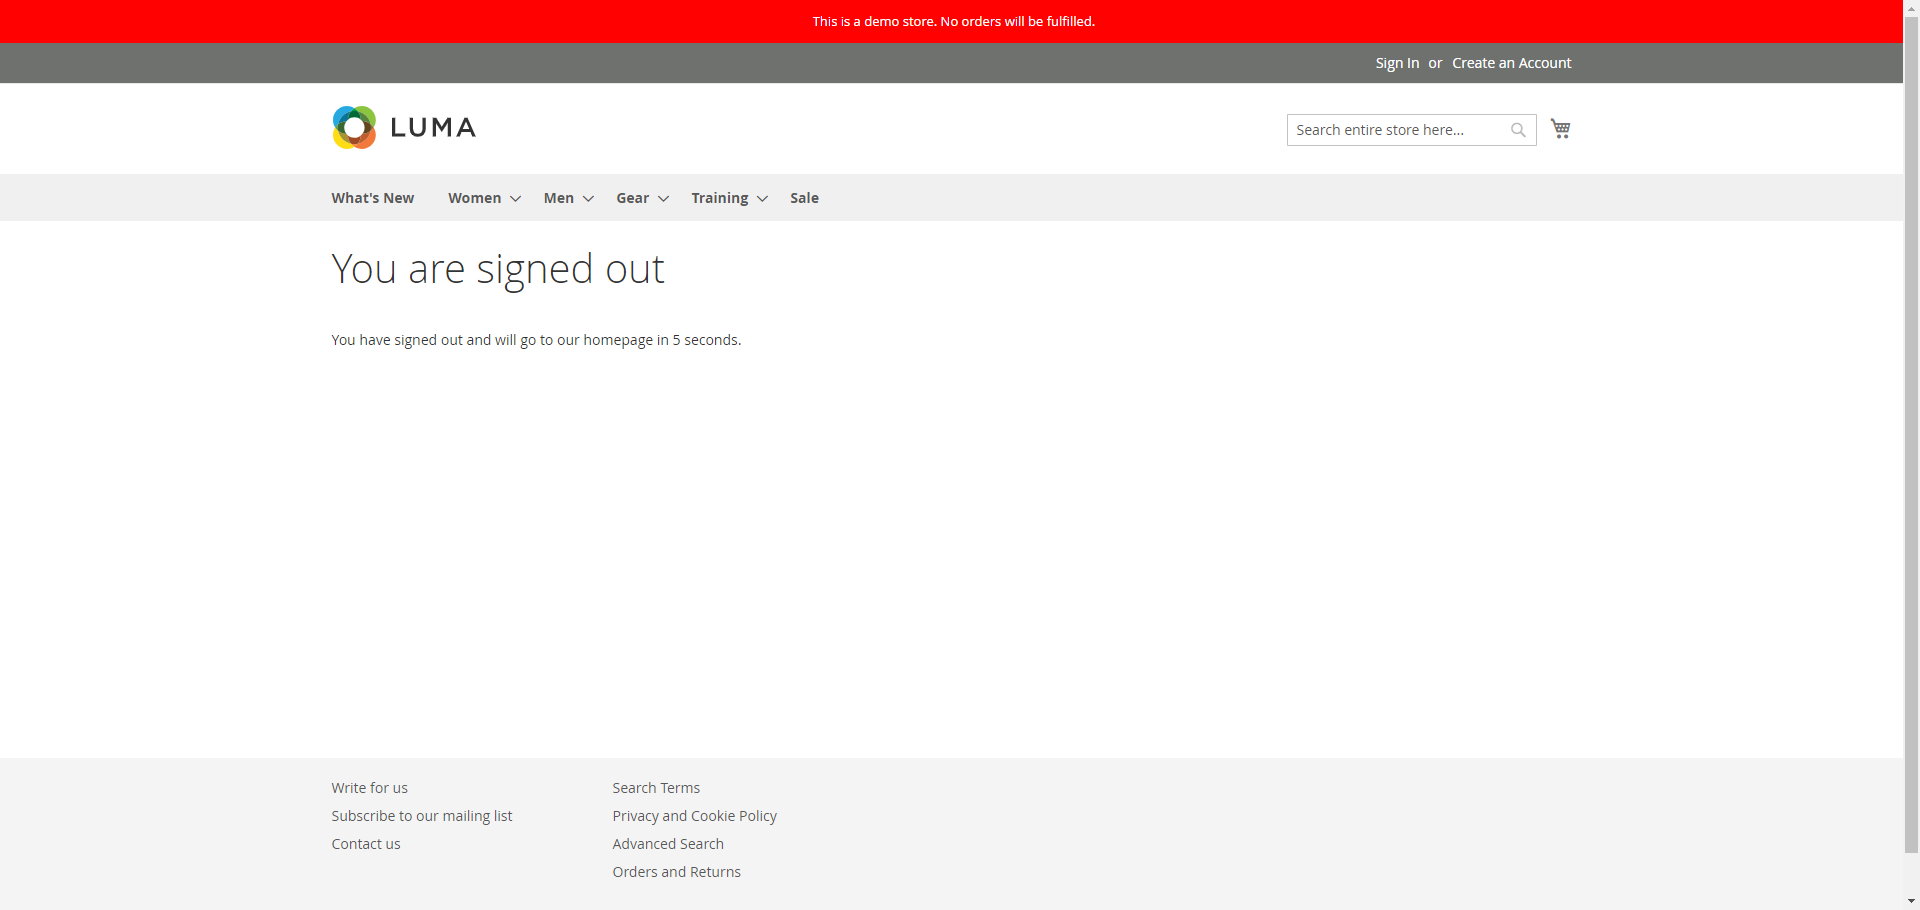 This is a demo store. No orders will be fulfilled.
Sign In or Create an Account
LUMA
Search entire store here...
What's New Women Men Gear Training Sale
You are signed out
You have signed out and will go to our homepage in 5 seconds.
Write for us
Subscribe to our mailing list
Contact us
Search Terms
Privacy and Cookie Policy
Advanced Search
Orders and Returns